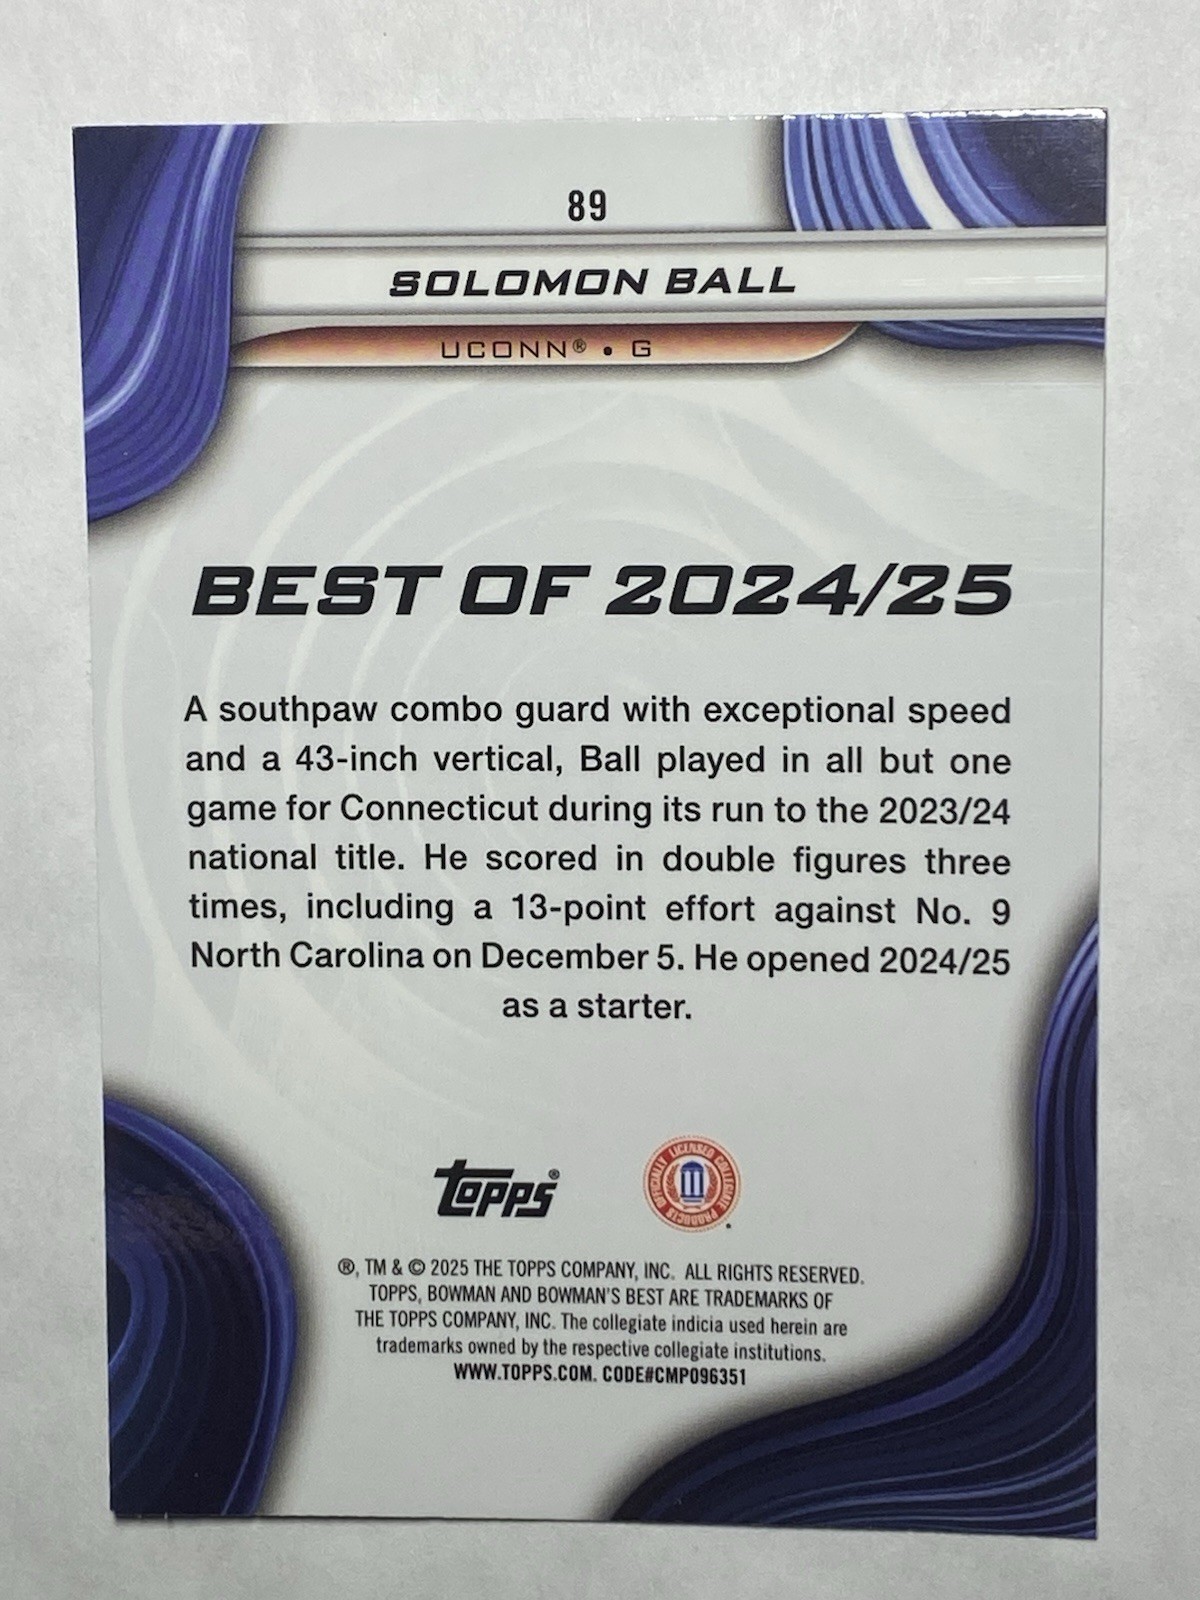 89
SOLOMON BALL
UCONN® • G
BEST OF 2024/25
A southpaw combo guard with exceptional speed
and a 43-inch vertical, Ball played in all but one
game for Connecticut during its run to the 2023/24
national title. He scored in double figures three
times, including a 13-point effort against No. 9
North Carolina on December 5. He opened 2024/25
as a starter.
topps®
OFFICIALLY LICENSED COLLEGIATE PRODUCTS
®, TM & © 2025 THE TOPPS COMPANY, INC. ALL RIGHTS RESERVED.
TOPPS, BOWMAN AND BOWMAN'S BEST ARE TRADEMARKS OF
THE TOPPS COMPANY, INC. The collegiate indicia used herein are
trademarks owned by the respective collegiate institutions.
WWW.TOPPS.COM. CODE#CMP096351